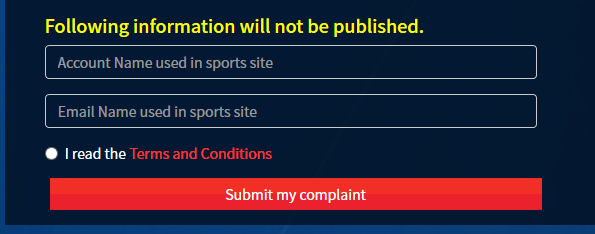 Following information will not be published.
Account Name used in sports site
Email Name used in sports site
I read the Terms and Conditions
Submit my complaint